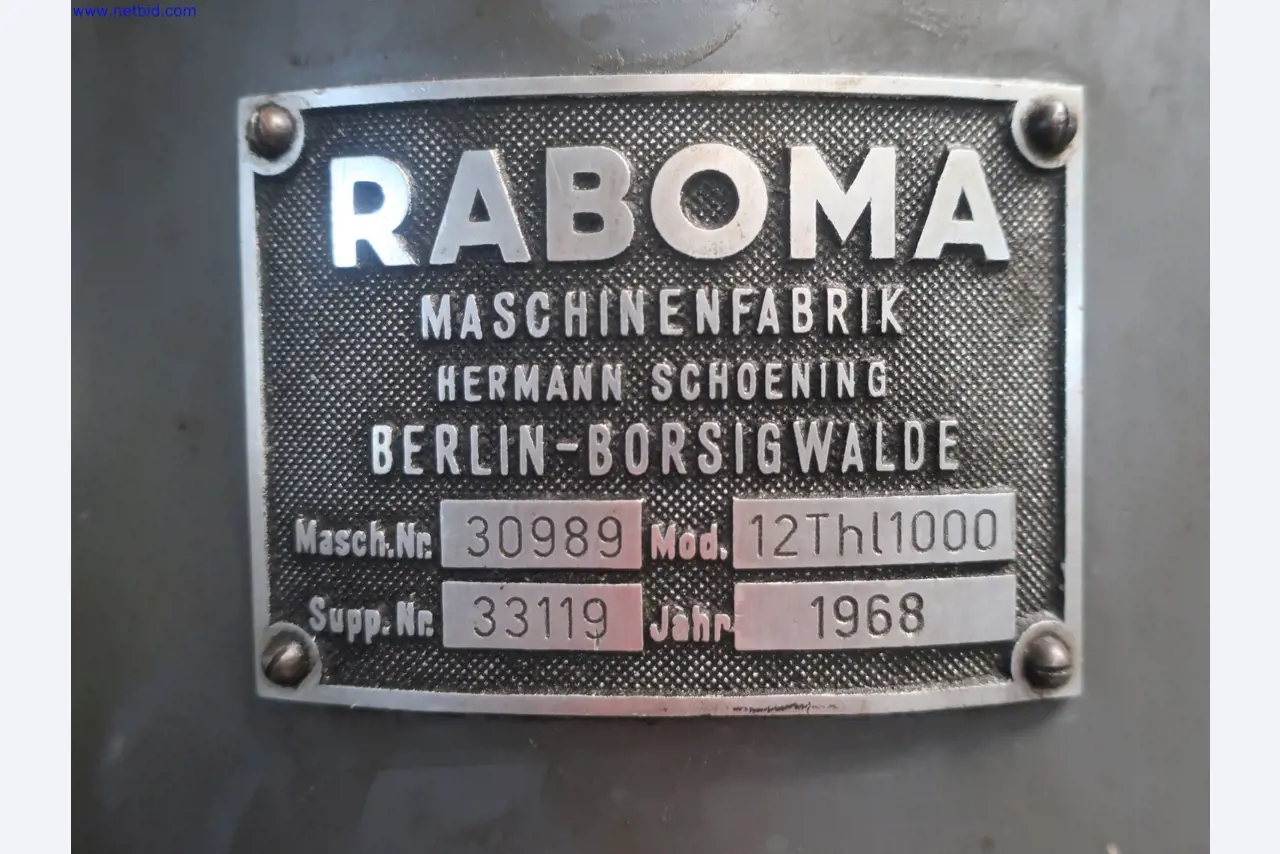 www.netbid.com
RABOMA
MASCHINENFABRIK
HERMANN SCHOENING
BERLIN-BORSIGWALDE
Masch.Nr. 30989 Mod. 12Thl1000
Supp.Nr. 33119 Jahr 1968